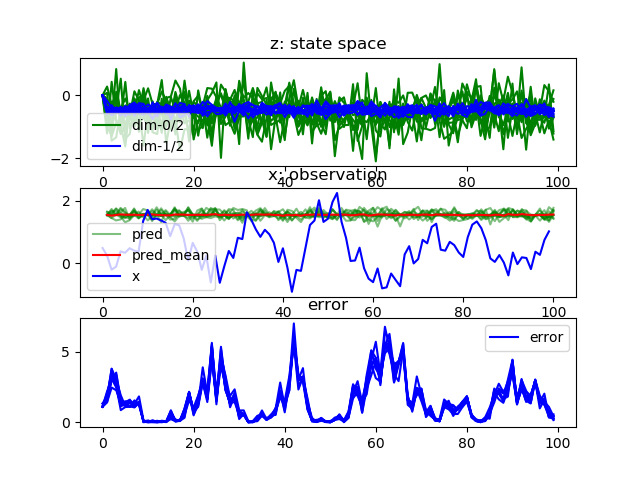 z: state space
0
−2
dim-0/2
dim-1/2
0 20 40 60 80 100
x: observation
2
0
pred
pred_mean
x
0 20 40 60 80 100
error
5
0
error
0 20 40 60 80 100